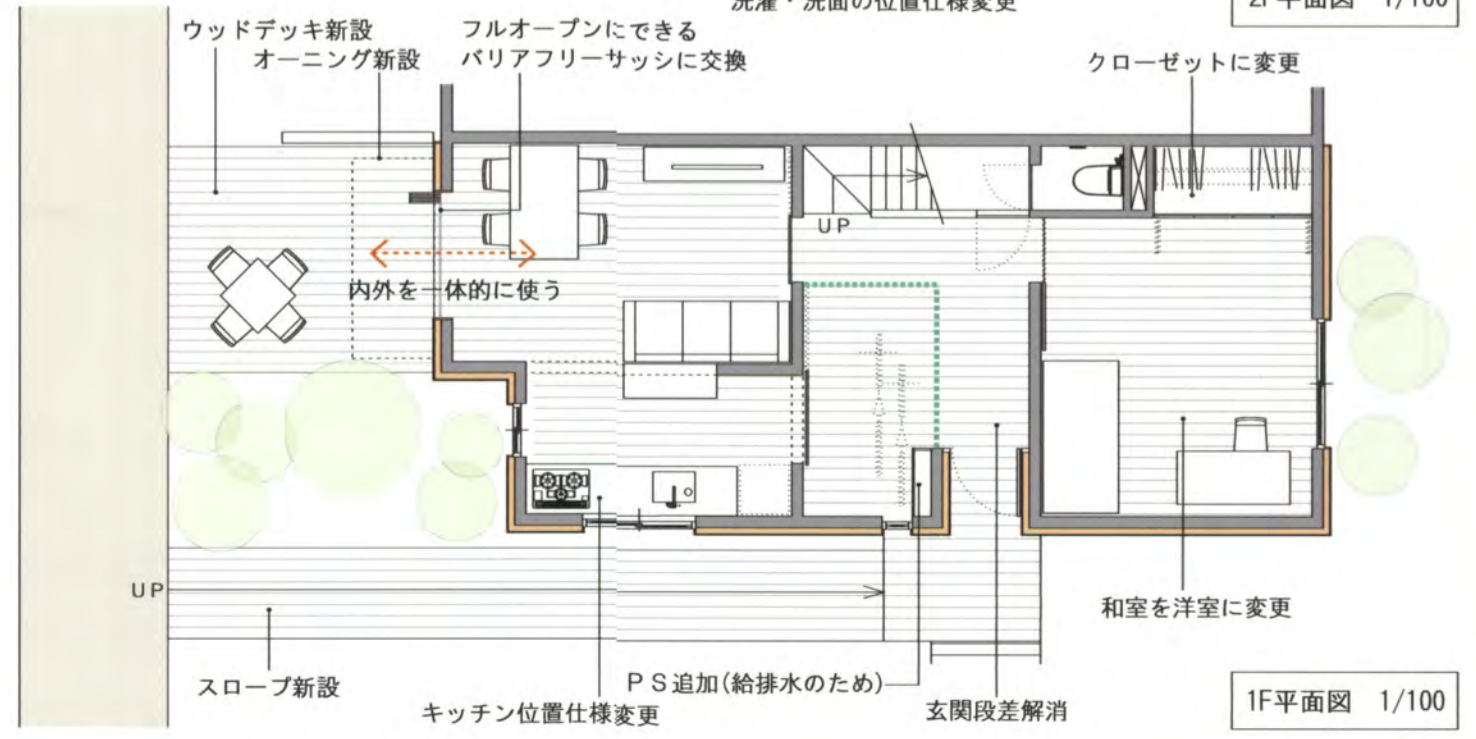 洗濯・洗面の位置仕様変更
2F平面図 1/100
ウッドデッキ新設
フルオープンにできる
オーニング新設
バリアフリーサッシに交換
クローゼットに変更
UP
内外を一体的に使う
UP
和室を洋室に変更
スロープ新設
PS追加(給排水のため)
キッチン位置仕様変更
玄関段差解消
1F平面図 1/100